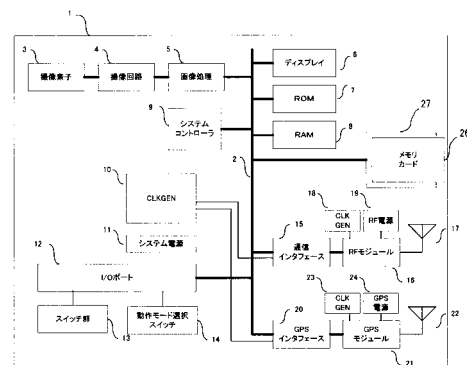 1
3
4
5
撮像素子
撮像回路
画像処理
ディスプレイ
6
ROM
7
RAM
8
9
システム
コントローラ
2
27
メモリ
カード
26
10
CLKGEN
11
システム電源
12
I/Oポート
スイッチ群
13
動作モード選択
スイッチ
14
15
通信
インタフェース
18
CLK
GEN
19
RF電源
RFモジュール
16
17
20
GPS
インタフェース
23
CLK
GEN
24
GPS
電源
GPS
モジュール
21
22